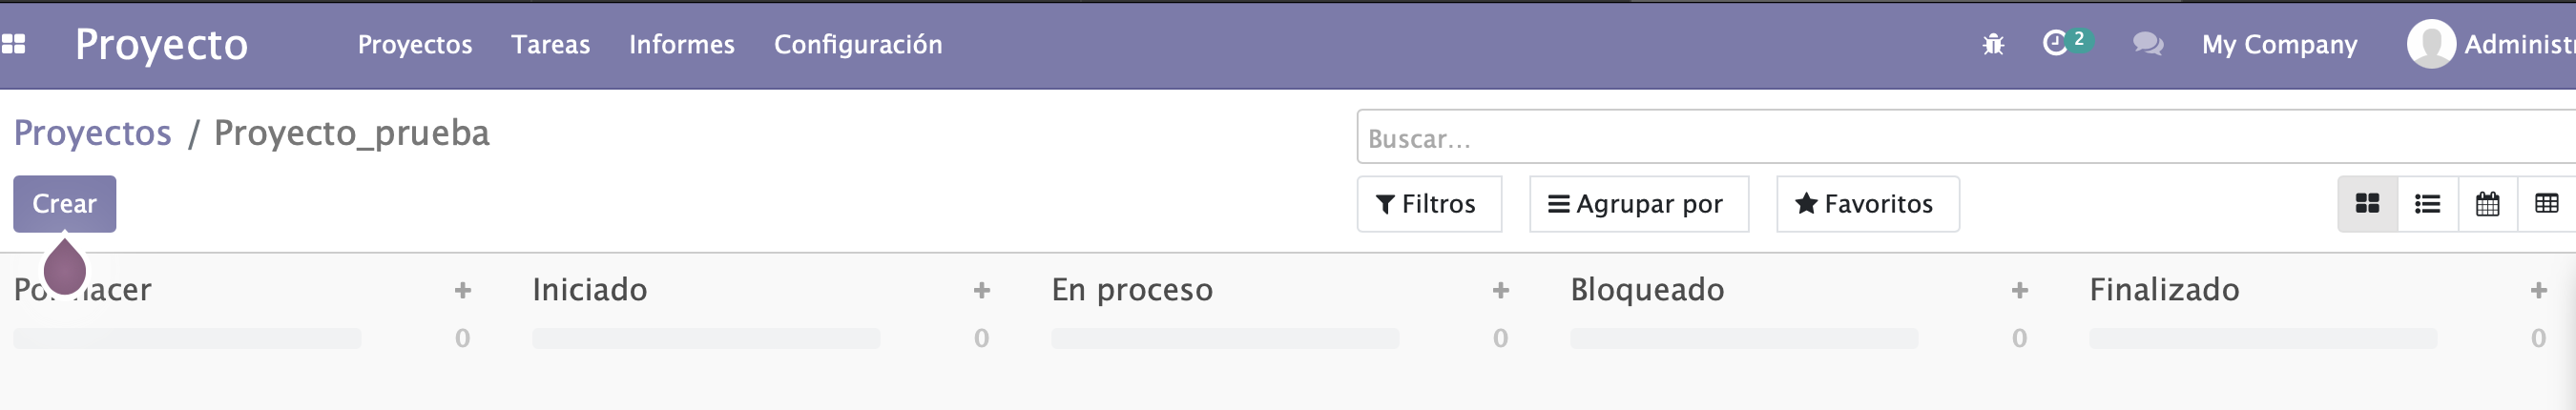 Proyecto Proyectos Tareas Informes Configuración 2 My Company Administ
Proyectos / Proyecto_prueba
Buscar...
Crear Filtros Agrupar por Favoritos
Iniciado + En proceso + Bloqueado + Finalizado +
0 0 0 0 0